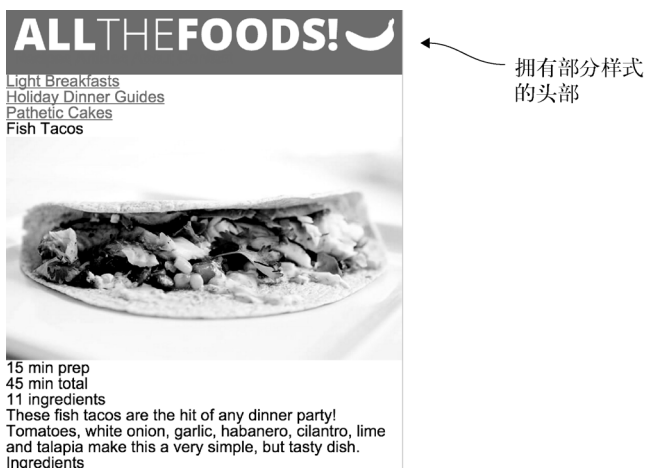 ALLTHEFOODS!
拥有部分样式
的头部
Light Breakfasts
Holiday Dinner Guides
Pathetic Cakes
Fish Tacos
15 min prep
45 min total
11 ingredients
These fish tacos are the hit of any dinner party!
Tomatoes, white onion, garlic, habanero, cilantro, lime
and talapia make this a very simple, but tasty dish.
Ingredients